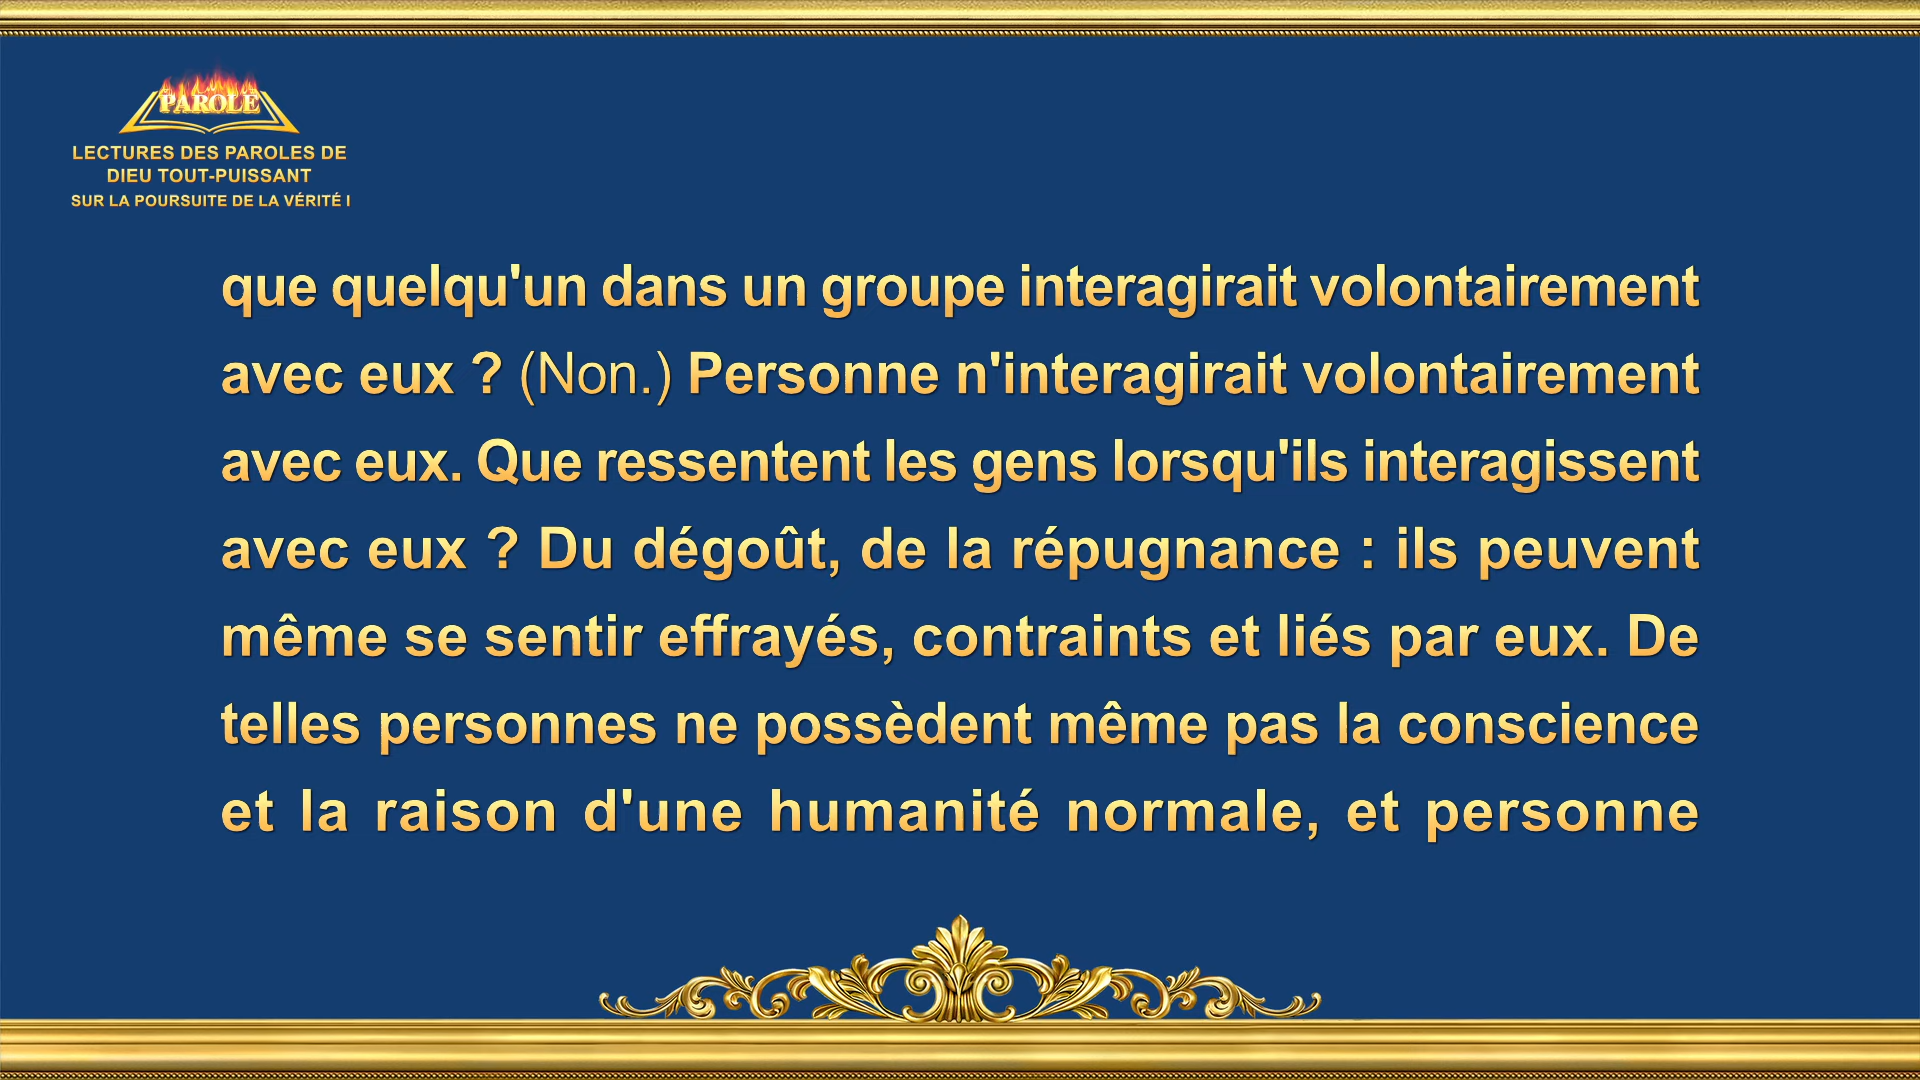 PAROLE
LECTURES DES PAROLES DE
DIEU TOUT-PUISSANT
SUR LA POURSUITE DE LA VÉRITÉ I
que quelqu'un dans un groupe interagirait volontairement
avec eux ? (Non.) Personne n'interagirait volontairement
avec eux. Que ressentent les gens lorsqu'ils interagissent
avec eux ? Du dégoût, de la répugnance : ils peuvent
même se sentir effrayés, contraints et liés par eux. De
telles personnes ne possèdent même pas la conscience
et la raison d'une humanité normale, et personne